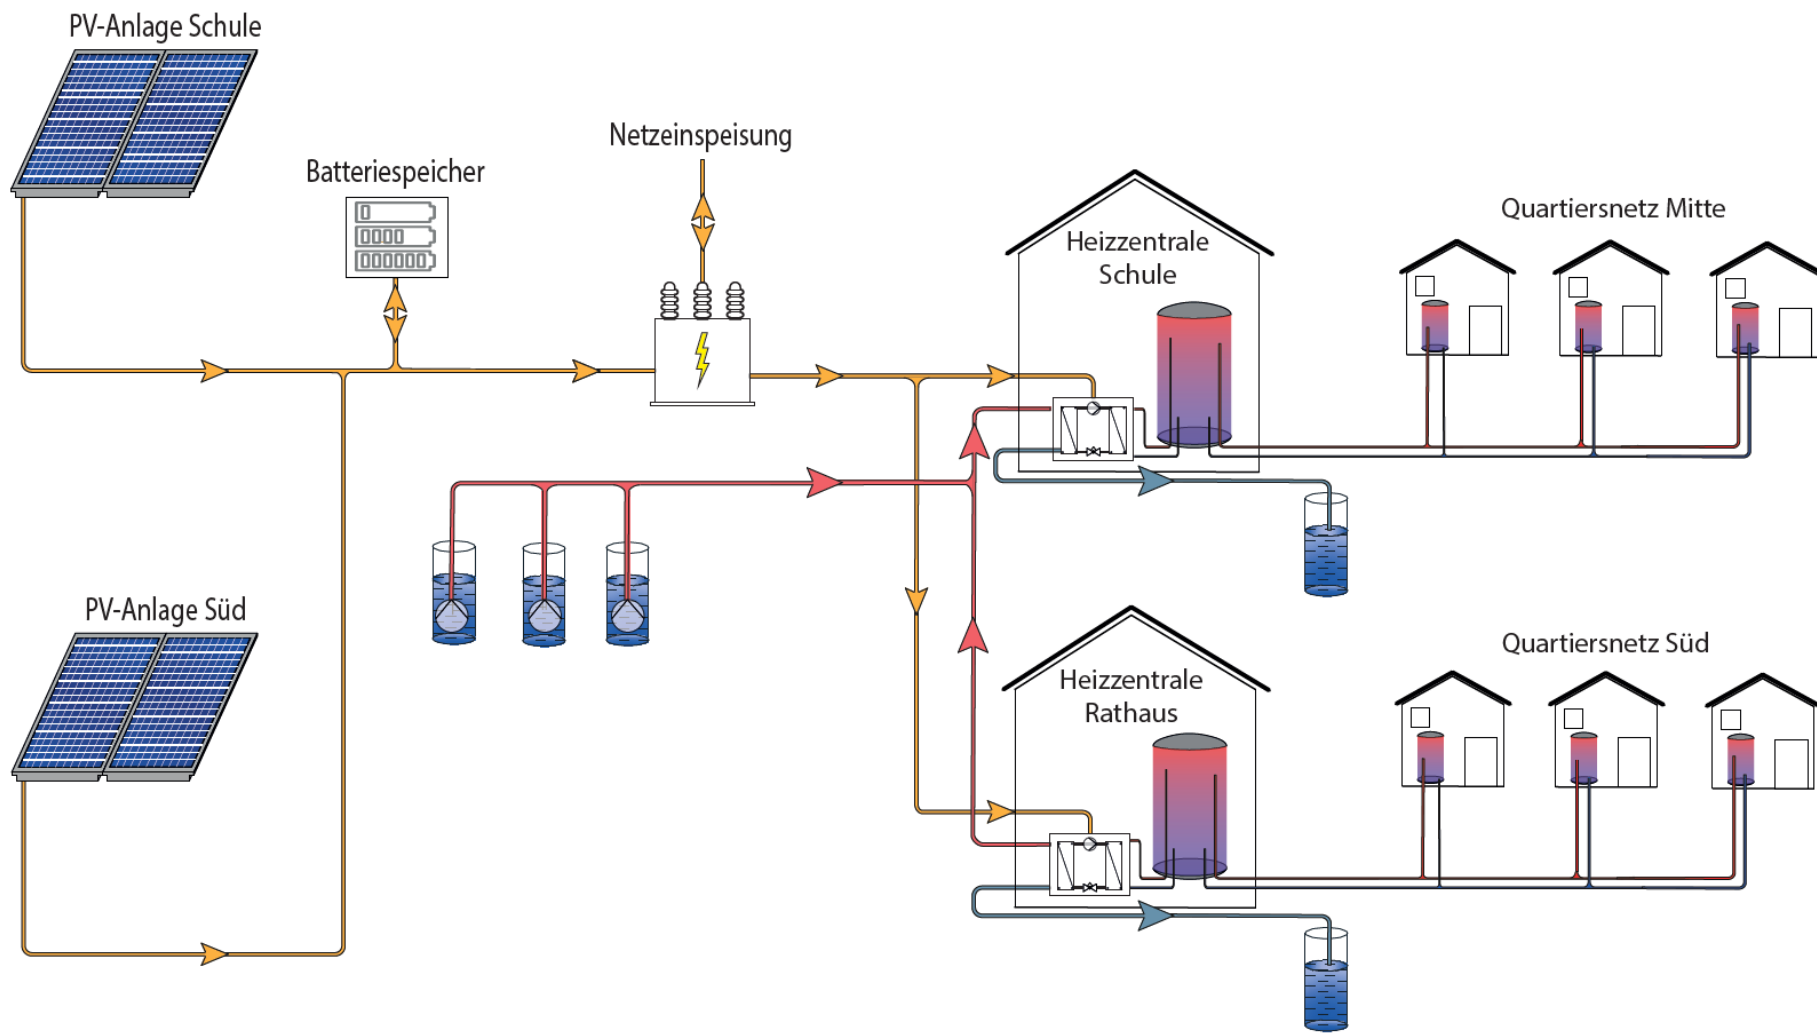 PV-Anlage Schule
Netzeinspeisung
Batteriespeicher
Heizzentrale
Schule
Quartiersnetz Mitte
PV-Anlage Süd
Heizzentrale
Rathaus
Quartiersnetz Süd